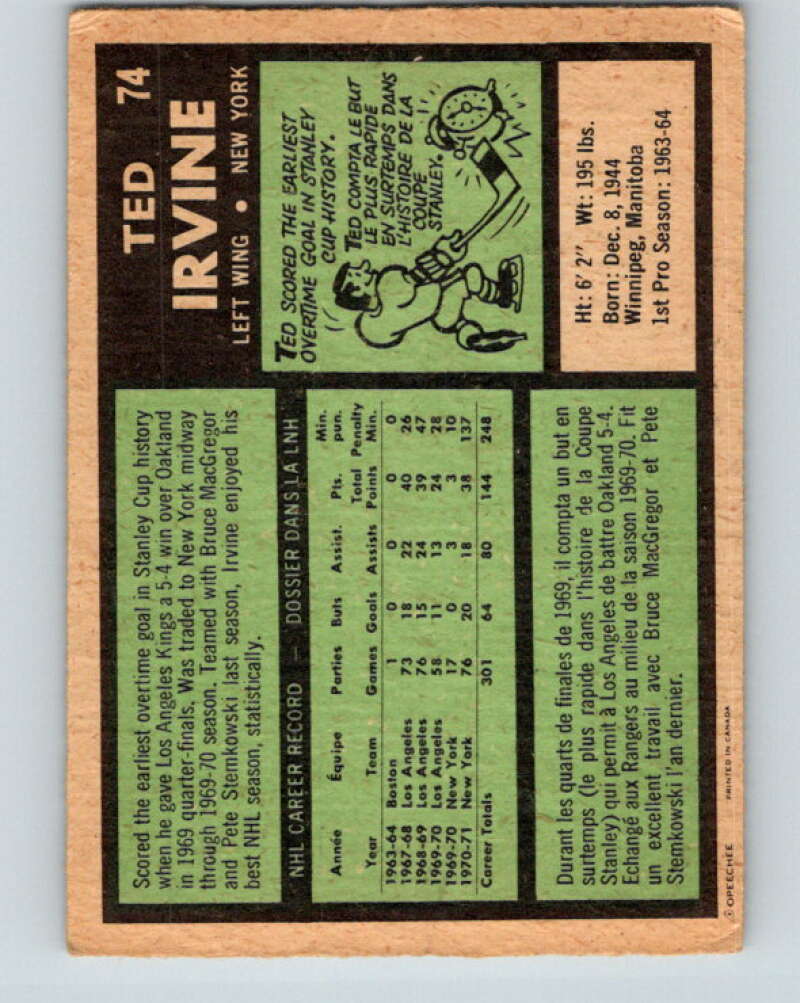 TED 74
IRVINE
LEFT WING • NEW YORK
Scored the earliest overtime goal in Stanley Cup history
when he gave Los Angeles Kings a 5-4 win over Oakland
in 1969 quarter-finals. Was traded to New York midway
through 1969-70 season. Teamed with Bruce MacGregor
and Pete Stemkowski last season, Irvine enjoyed his
best NHL season, statistically.
TED SCORED THE EARLIEST
OVERTIME GOAL IN STANLEY
CUP HISTORY.
TED COMPTA LE BUT
LE PLUS RAPIDE
EN SURTEMPS DANS
L'HISTOIRE DE LA
COUPE
STANLEY.
NHL CAREER RECORD — DOSSIER DANS LA LNH
Min.
Pts. pun.
Année Équipe Parties Buts Assist. Total Penalty
Year Team Games Goals Assists Points Min.
1963-64 Boston 1 0 0 0 0
1967-68 Los Angeles 73 18 22 40 26
1968-69 Los Angeles 76 15 24 39 47
1969-70 Los Angeles 58 11 13 24 28
1969-70 New York 17 0 3 3 10
1970-71 New York 76 20 18 38 137
Career Totals 301 64 80 144 248
Ht: 6' 2" Wt: 195 lbs.
Born: Dec. 8, 1944
Winnipeg, Manitoba
1st Pro Season: 1963-64
Durant les quarts de finales de 1969, il compta un but en
surtemps (le plus rapide dans l'histoire de la Coupe
Stanley) qui permit à Los Angeles de battre Oakland 5-4.
Echangé aux Rangers au milieu de la saison 1969-70. Fit
un excellent travail avec Bruce MacGregor et Pete
Stemkowski l'an dernier.
© OPEECHEE PRINTED IN CANADA